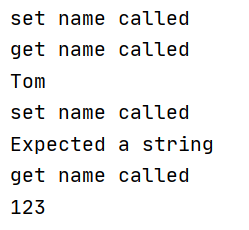 set name called
get name called
Tom
set name called
Expected a string
get name called
123